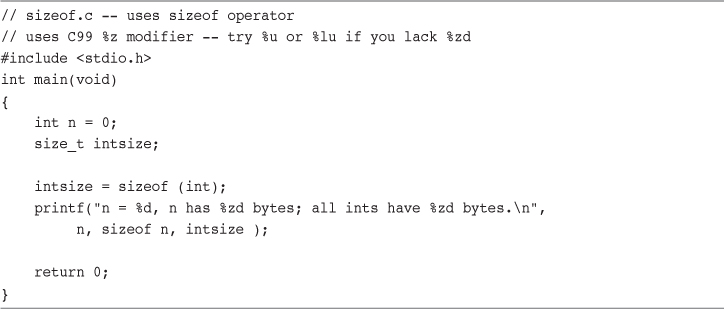 // sizeof.c -- uses sizeof operator
// uses C99 %z modifier -- try %u or %lu if you lack %zd
#include <stdio.h>
int main(void)
{
    int n = 0;
    size_t intsize;

    intsize = sizeof (int);
    printf("n = %d, n has %zd bytes; all ints have %zd bytes.\n",
         n, sizeof n, intsize );

    return 0;
}